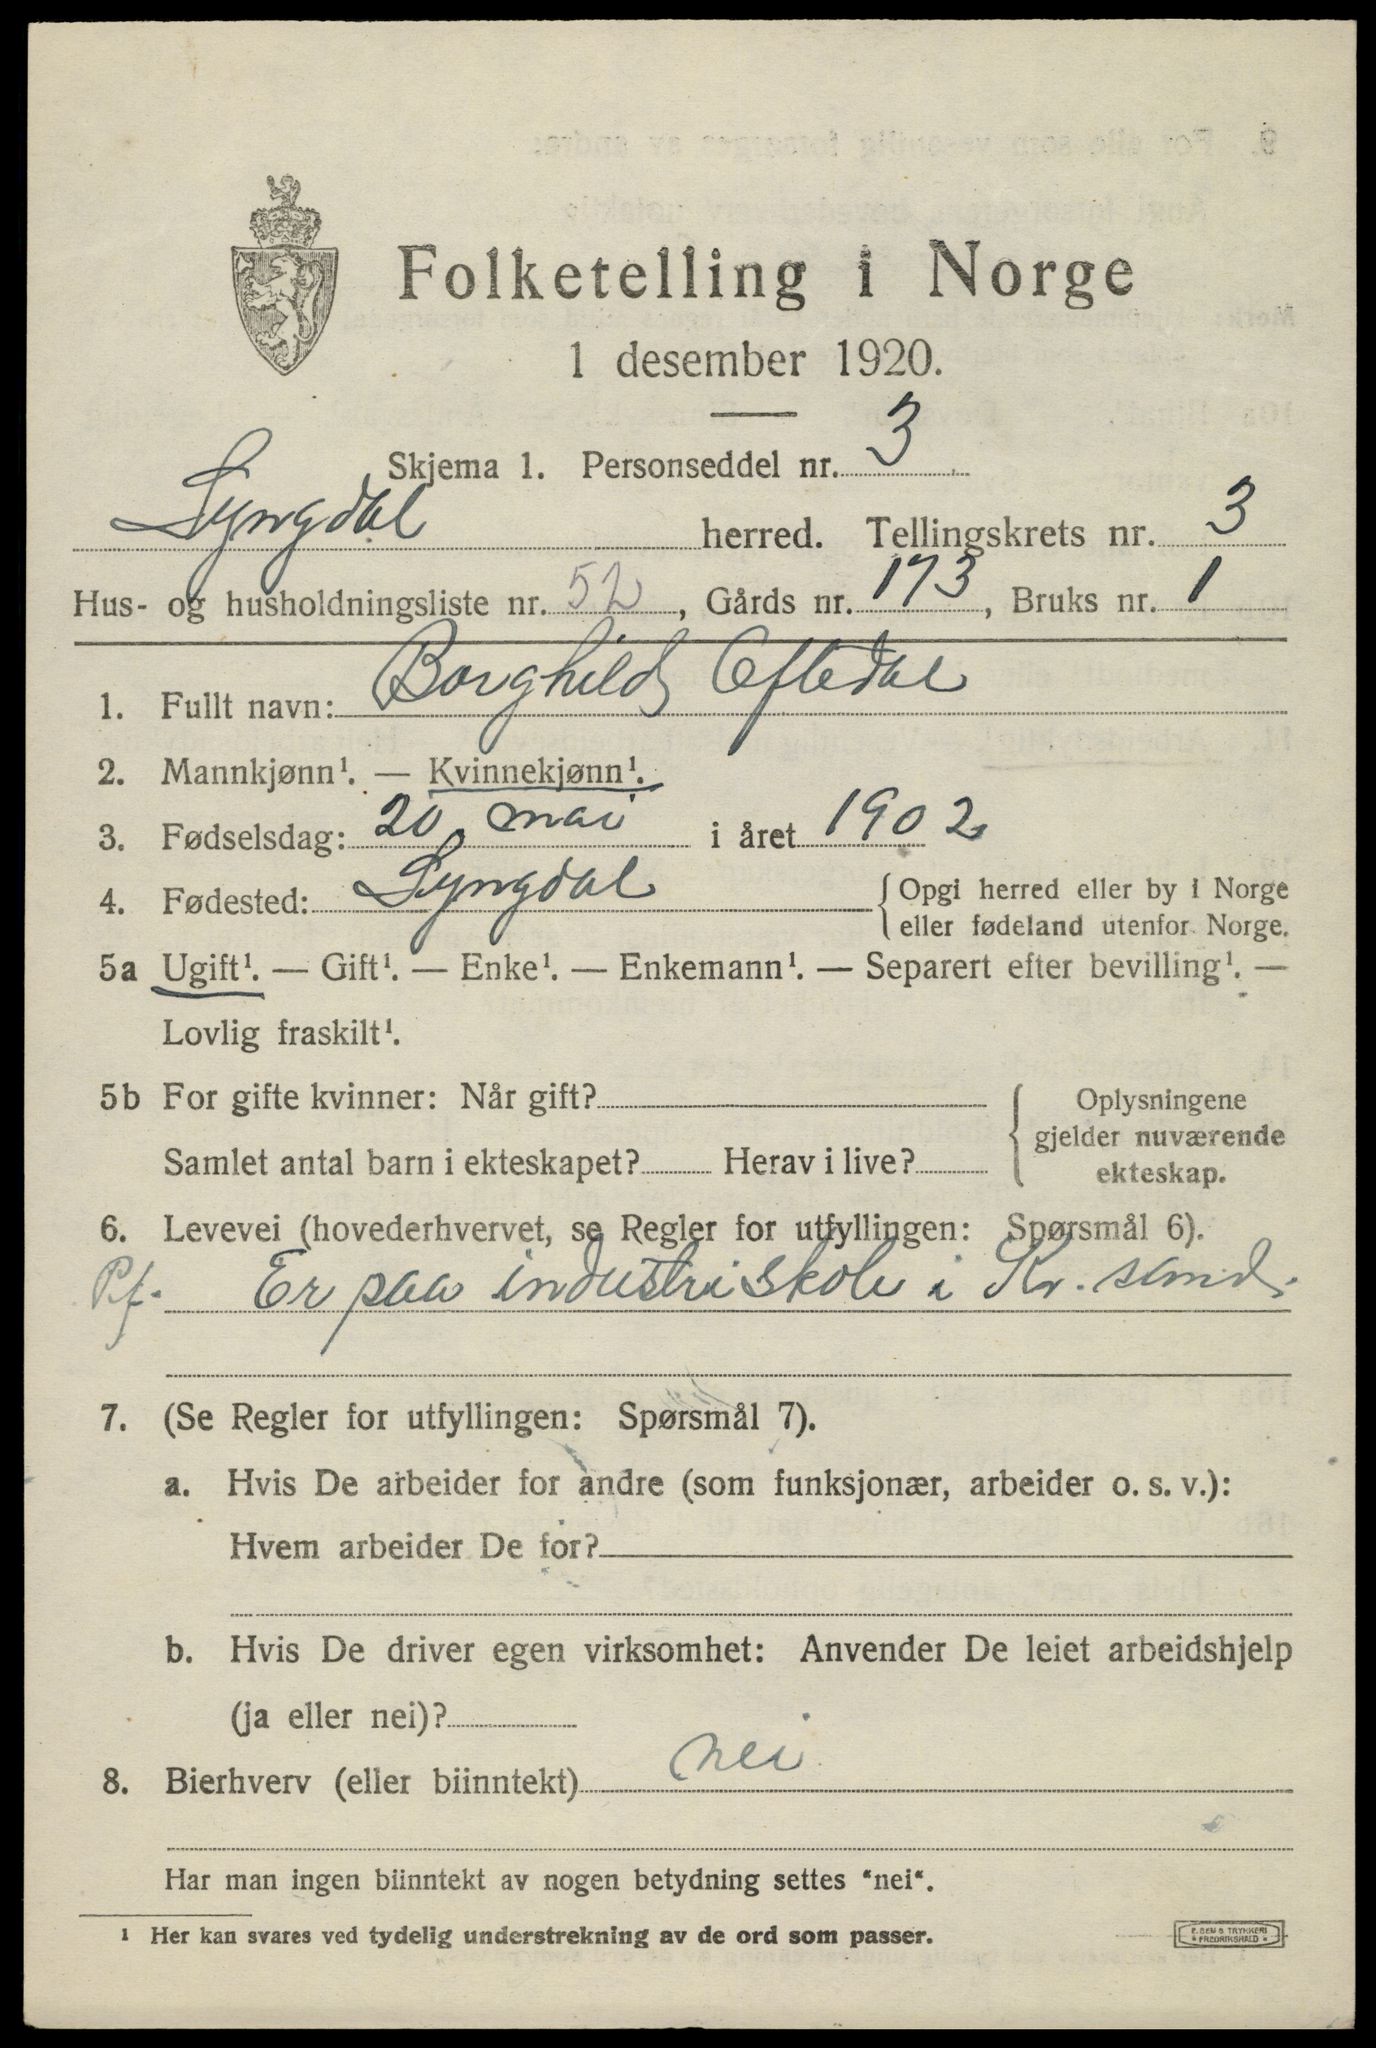 Folketelling i Norge
1 desember 1920.
Skjema 1. Personseddel nr. 3
Lyngdal herred. Tellingskrets nr. 3
Hus- og husholdningsliste nr. 52, Gårds nr. 173, Bruks nr. 1
1. Fullt navn: Borghild Eftedal
2. Mannkjønn¹. — Kvinnekjønn¹.
3. Fødselsdag: 20 mai i året 1902
4. Fødested: Lyngdal {Opgi herred eller by i Norge
eller fødeland utenfor Norge.
5a Ugift¹. — Gift¹. — Enke¹. — Enkemann¹. — Separert efter bevilling¹. —
Lovlig fraskilt¹.
5b For gifte kvinner: Når gift? { Oplysningene
gjelder nuværende
Samlet antal barn i ekteskapet? Herav i live? ekteskap.
6. Levevei (hovederhvervet, se Regler for utfyllingen: Spørsmål 6).
Pf. Er paa industriskole i Kr. sand.
7. (Se Regler for utfyllingen: Spørsmål 7).
a. Hvis De arbeider for andre (som funksjonær, arbeider o. s. v.):
Hvem arbeider De for?
b. Hvis De driver egen virksomhet: Anvender De leiet arbeidshjelp
(ja eller nei)?
8. Bierhverv (eller biinntekt) nei
Har man ingen biinntekt av nogen betydning settes "nei".
¹ Her kan svares ved tydelig understrekning av de ord som passer.
TRYKKERI
FREDRIKSHALD